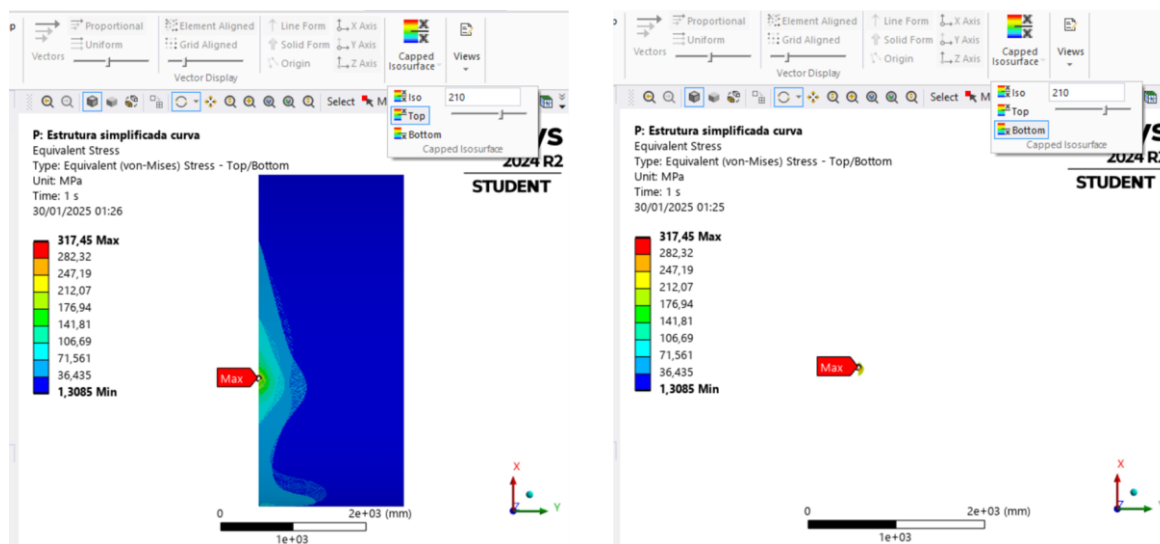 Proportional
Element Aligned
Line Form
X Axis
Uniform
Grid Aligned
Solid Form
Y Axis
Vectors
Origin
Z Axis
Capped
Isosurface
Views
Vector Display
Select
Iso
210
Top
Bottom
Capped Isosurface
P: Estrutura simplificada curva
Equivalent Stress
Type: Equivalent (von-Mises) Stress - Top/Bottom
Unit: MPa
Time: 1 s
30/01/2025 01:26
2024 R2
STUDENT
317,45 Max
282,32
247,19
212,07
176,94
141,81
106,69
71,561
36,435
1,3085 Min
Max
X
Y
Z
0
2e+03 (mm)
1e+03
Proportional
Element Aligned
Line Form
X Axis
Uniform
Grid Aligned
Solid Form
Y Axis
Vectors
Origin
Z Axis
Capped
Isosurface
Views
Vector Display
Select
Iso
210
Top
Bottom
Capped Isosurface
P: Estrutura simplificada curva
Equivalent Stress
Type: Equivalent (von-Mises) Stress - Top/Bottom
Unit: MPa
Time: 1 s
30/01/2025 01:25
2024 R2
STUDENT
317,45 Max
282,32
247,19
212,07
176,94
141,81
106,69
71,561
36,435
1,3085 Min
Max
X
Z
0
2e+03 (mm)
1e+03